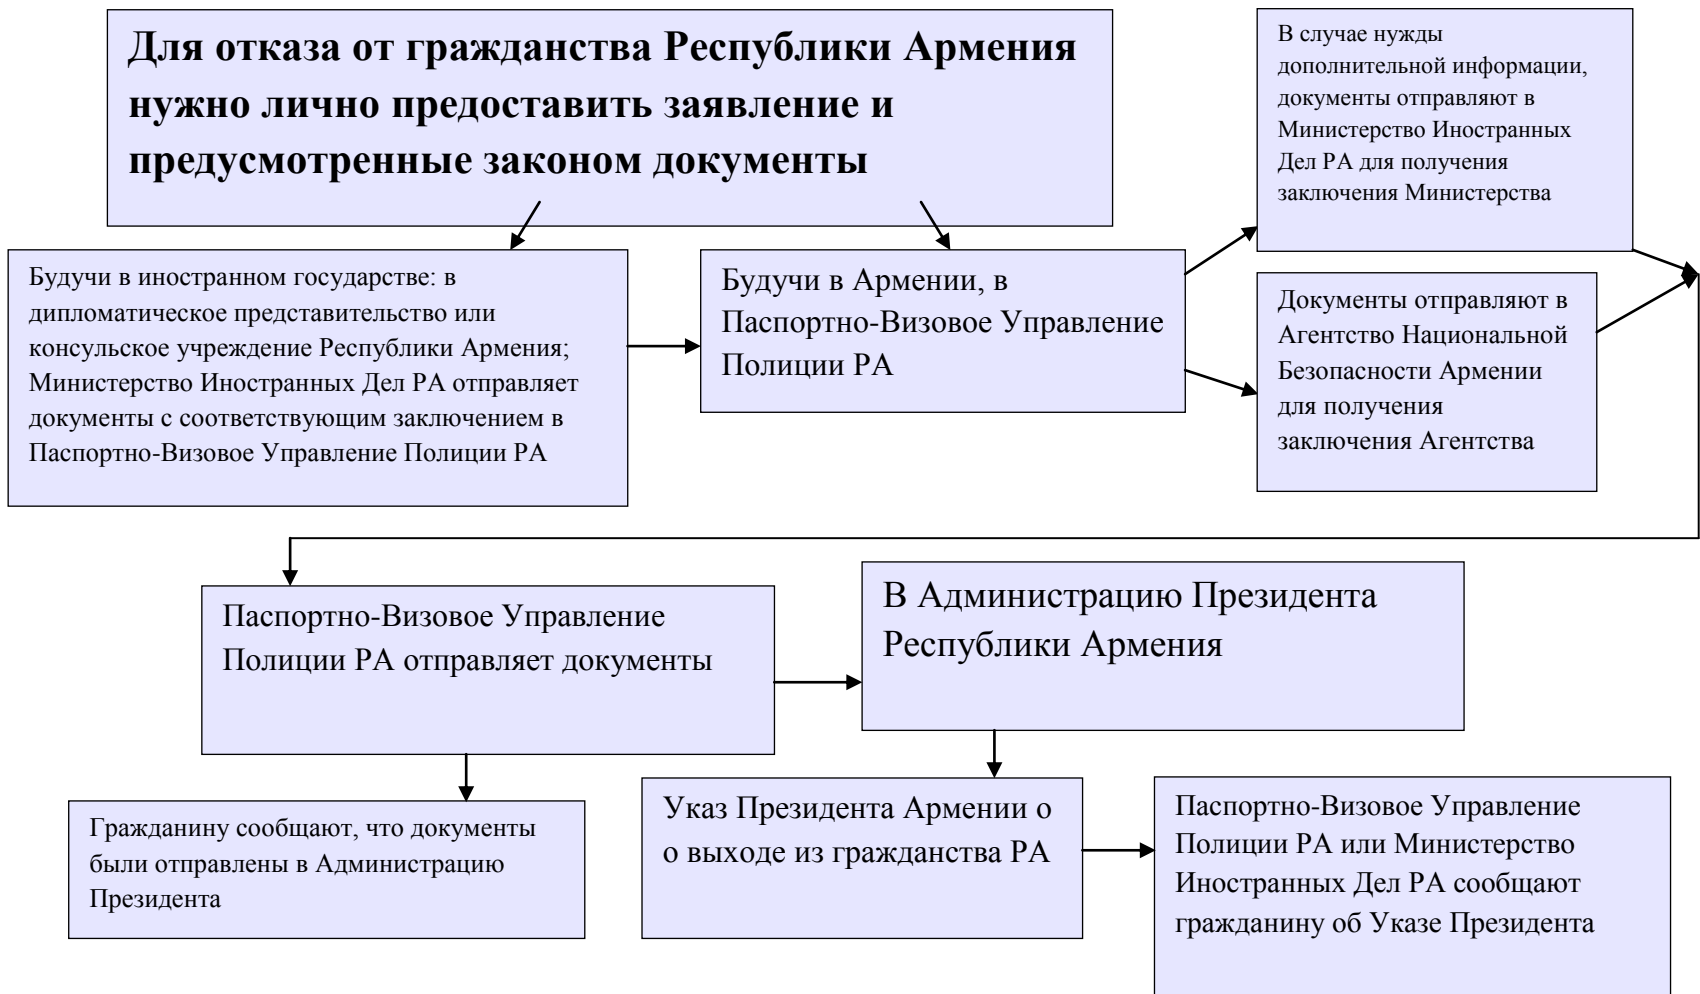 Для отказа от гражданства Республики Армения
нужно лично предоставить заявление и
предусмотренные законом документы
В случае нужды
дополнительной информации,
документы отправляют в
Министерство Иностранных
Дел РА для получения
заключения Министерства
Будучи в иностранном государстве: в
дипломатическое представительство или
консульское учреждение Республики Армения;
Министерство Иностранных Дел РА отправляет
документы с соответствующим заключением в
Паспортно-Визовое Управление Полиции РА
Будучи в Армении, в
Паспортно-Визовое Управление
Полиции РА
Документы отправляют в
Агентство Национальной
Безопасности Армении
для получения
заключения Агентства
Паспортно-Визовое Управление
Полиции РА отправляет документы
В Администрацию Президента
Республики Армения
Гражданину сообщают, что документы
были отправлены в Администрацию
Президента
Указ Президента Армении о
о выходе из гражданства РА
Паспортно-Визовое Управление
Полиции РА или Министерство
Иностранных Дел РА сообщают
гражданину об Указе Президента